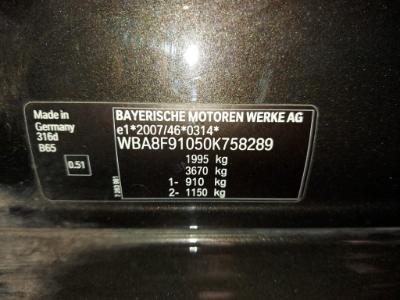 Made in
Germany
316d
B65
0.51
BAYERISCHE MOTOREN WERKE AG
e1*2007/46*0314*
WBA8F91050K758289
1995 kg
3670 kg
1- 910 kg
2- 1150 kg